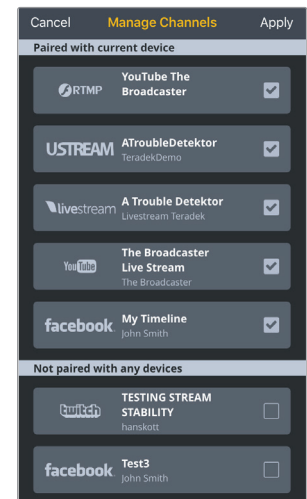 Cancel Manage Channels Apply
Paired with current device
RTMP
YouTube The
Broadcaster
USTREAM
ATroubleDetektor
TeradekDemo
livestream
A Trouble Detektor
Livestream Teradek
YouTube
The Broadcaster
Live Stream
The Broadcaster
facebook
My Timeline
John Smith
Not paired with any devices
twitch
TESTING STREAM
STABILITY
hanskott
facebook
Test3
John Smith